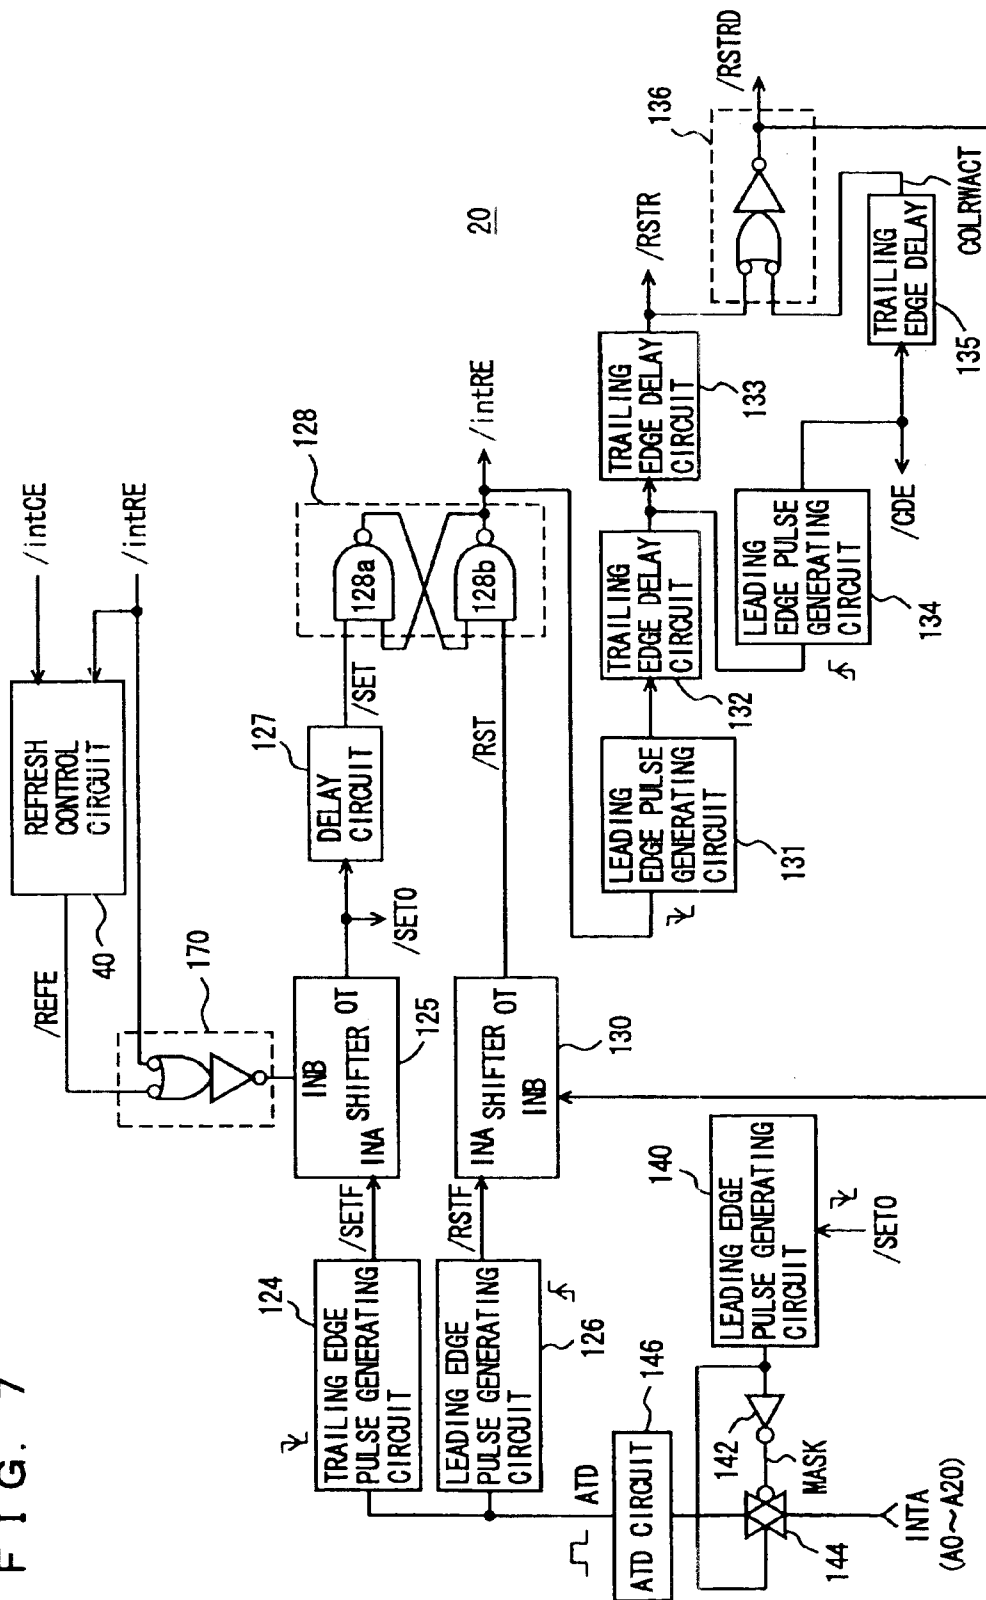 FIG. 7
20
/intCE
/intRE
REFRESH
CONTROL
CIRCUIT
40
/REFE
170
INB
INA
SHIFTER
OT
125
/SETO
DELAY
CIRCUIT
127
/SET
128
128a
128b
/intRE
/RST
INA
SHIFTER
OT
INB
130
/SETF
/RSTF
TRAILING EDGE
PULSE GENERATING
CIRCUIT
124
LEADING EDGE
PULSE GENERATING
CIRCUIT
126
ATD
ATD CIRCUIT
146
LEADING EDGE
PULSE GENERATING
CIRCUIT
140
/SETO
142
MASK
144
INTA
(A0~A20)
LEADING
EDGE PULSE
GENERATING
CIRCUIT
131
TRAILING
EDGE DELAY
CIRCUIT
132
TRAILING
EDGE DELAY
CIRCUIT
133
/RSTR
LEADING
EDGE PULSE
GENERATING
CIRCUIT
134
/CDE
TRAILING
EDGE DELAY
135
COLRWACT
136
/RSTRD